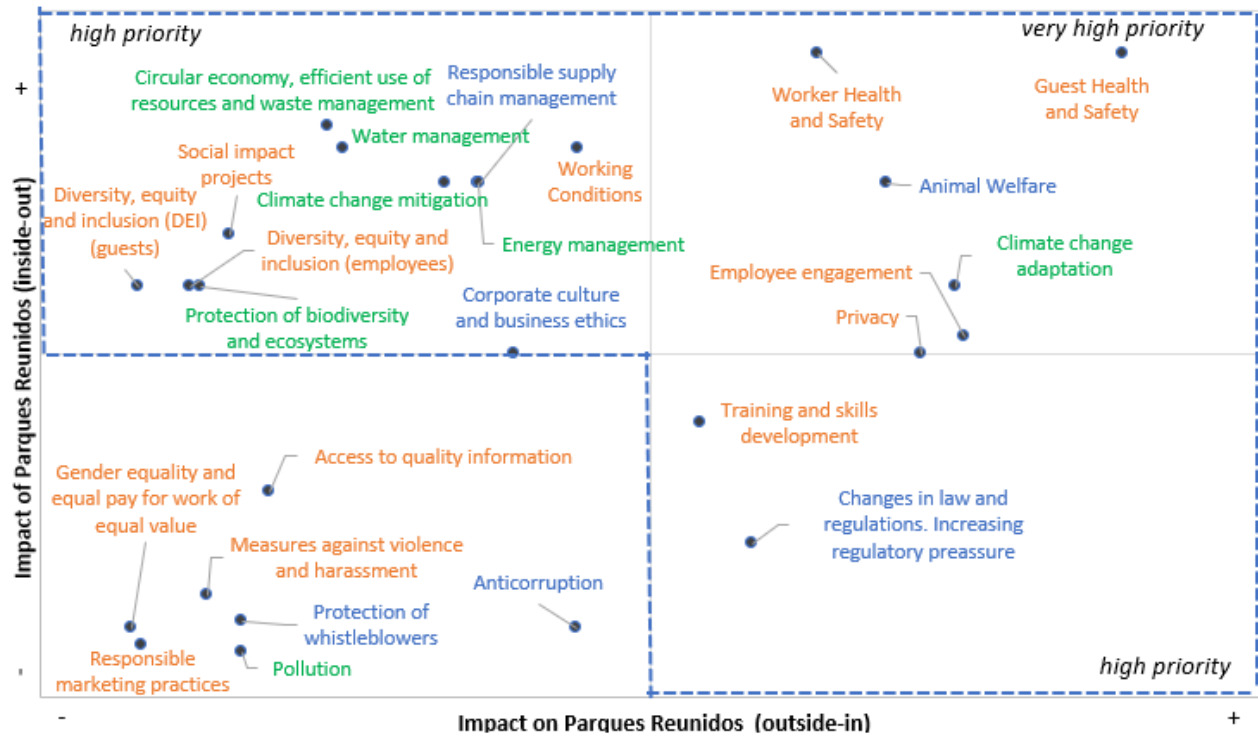 high priority
very high priority
+
Circular economy, efficient use of
resources and waste management
Responsible supply
chain management
Worker Health
and Safety
Guest Health
and Safety
Water management
Social impact
projects
Working
Conditions
Animal Welfare
Diversity, equity
and inclusion (DEI)
(guests)
Climate change mitigation
Diversity, equity and
inclusion (employees)
Energy management
Climate change
adaptation
Employee engagement
Protection of biodiversity
and ecosystems
Corporate culture
and business ethics
Privacy
Impact of Parques Reunidos (inside-out)
Training and skills
development
Access to quality information
Gender equality and
equal pay for work of
equal value
Changes in law and
regulations. Increasing
regulatory preassure
Measures against violence
and harassment
Anticorruption
Protection of
whistleblowers
Responsible
marketing practices
Pollution
high priority
-
-
Impact on Parques Reunidos (outside-in)
+